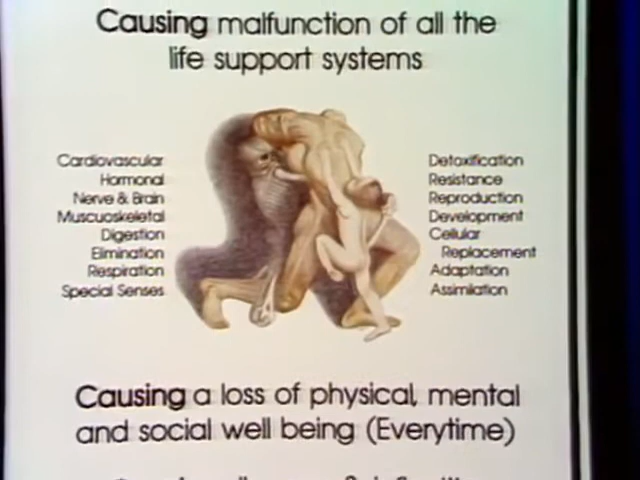 Causing malfunction of all the
life support systems
Cardiovascular
Hormonal
Nerve & Brain
Muscuoskeletal
Digestion
Elimination
Respiration
Special Senses
Detoxification
Resistance
Reproduction
Development
Cellular
Replacement
Adaptation
Assimilation
Causing a loss of physical, mental
and social well being (Everytime)